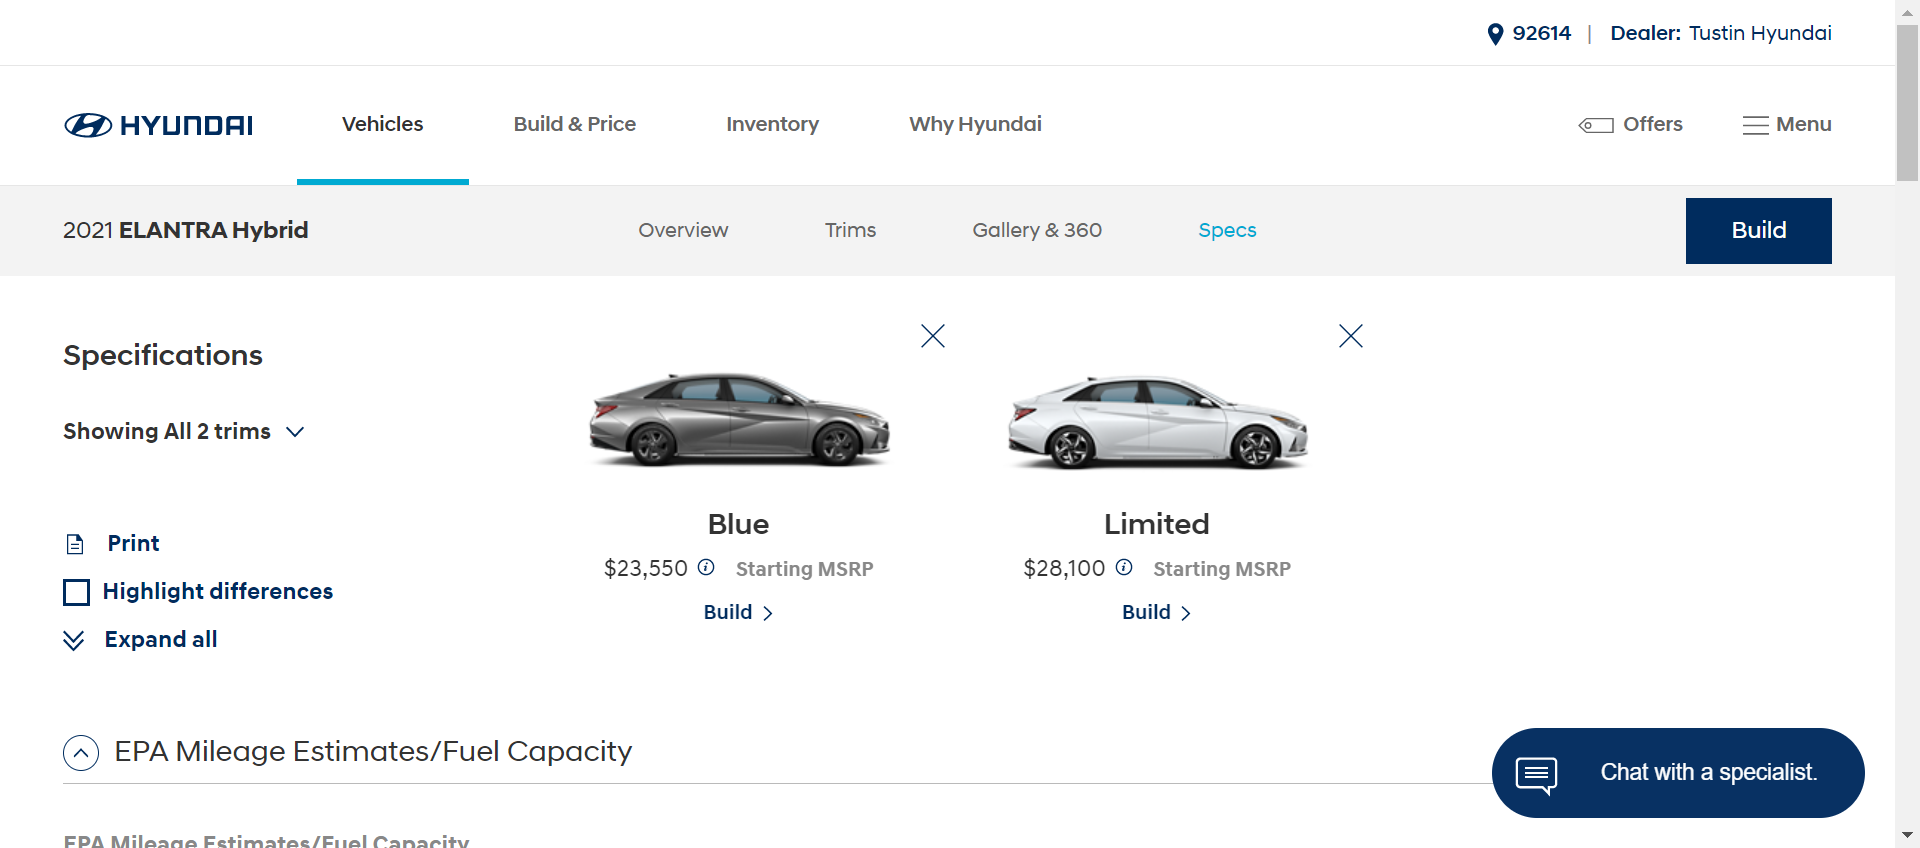 92614 | Dealer: Tustin Hyundai
HYUNDAI
Vehicles
Build & Price
Inventory
Why Hyundai
Offers
Menu
2021 ELANTRA Hybrid
Overview
Trims
Gallery & 360
Specs
Build
Specifications
Showing All 2 trims
Print
Highlight differences
Expand all
Blue
$23,550 Starting MSRP
Build
Limited
$28,100 Starting MSRP
Build
EPA Mileage Estimates/Fuel Capacity
Chat with a specialist.
EPA Mileage Estimates/Fuel Capacity